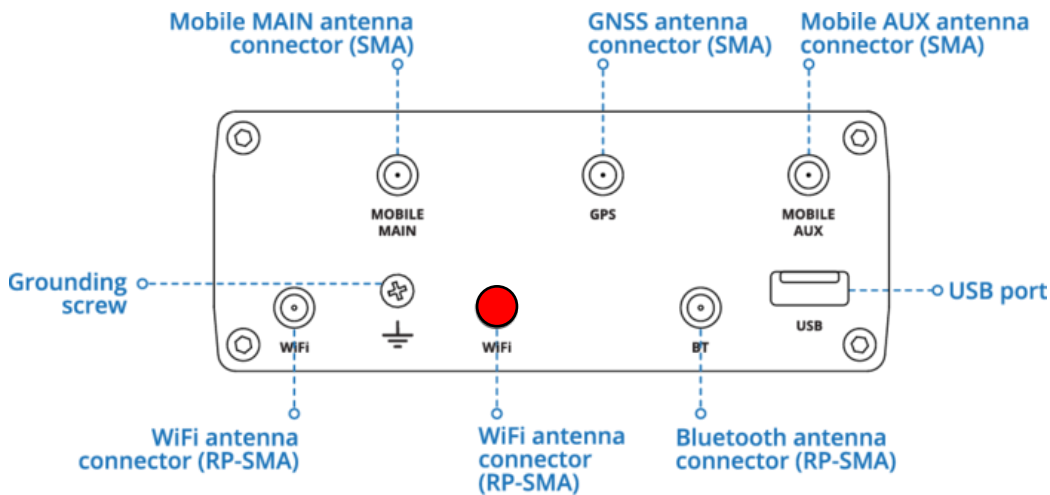 Mobile MAIN antenna
connector (SMA)
GNSS antenna
connector (SMA)
Mobile AUX antenna
connector (SMA)
MOBILE
MAIN
GPS
MOBILE
AUX
Grounding
screw
USB port
USB
WiFi
WiFi
BT
WiFi antenna
connector (RP-SMA)
WiFi antenna
connector
(RP-SMA)
Bluetooth antenna
connector (RP-SMA)